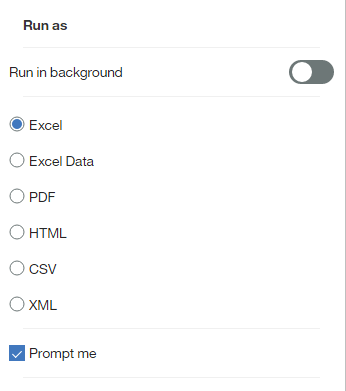 Run as
Run in background
Excel
Excel Data
PDF
HTML
CSV
XML
Prompt me